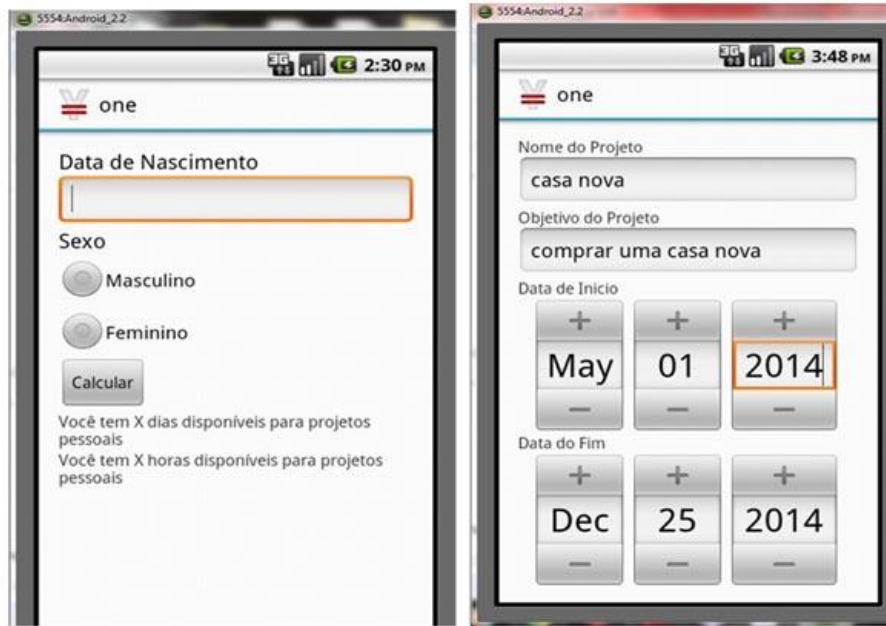 5554:Android_2.2
3G 2:30 PM
one
Data de Nascimento
Sexo
Masculino
Feminino
Calcular
Você tem X dias disponíveis para projetos
pessoais
Você tem X horas disponíveis para projetos
pessoais
5554:Android_2.2
3G 3:48 PM
one
Nome do Projeto
casa nova
Objetivo do Projeto
comprar uma casa nova
Data de Inicio
+ + +
May 01 2014
- - -
Data do Fim
+ + +
Dec 25 2014
- - -